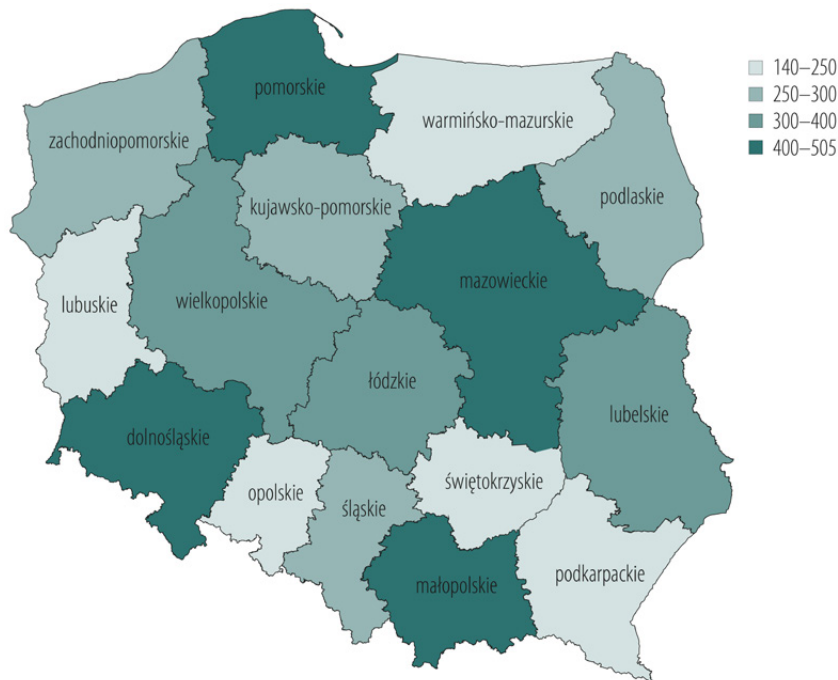 pomorskie
140–250
250–300
300–400
400–505
warmińsko-mazurskie
zachodniopomorskie
podlaskie
kujawsko-pomorskie
mazowieckie
wielkopolskie
lubuskie
łódzkie
lubelskie
dolnośląskie
świętokrzyskie
opolskie
śląskie
podkarpackie
małopolskie